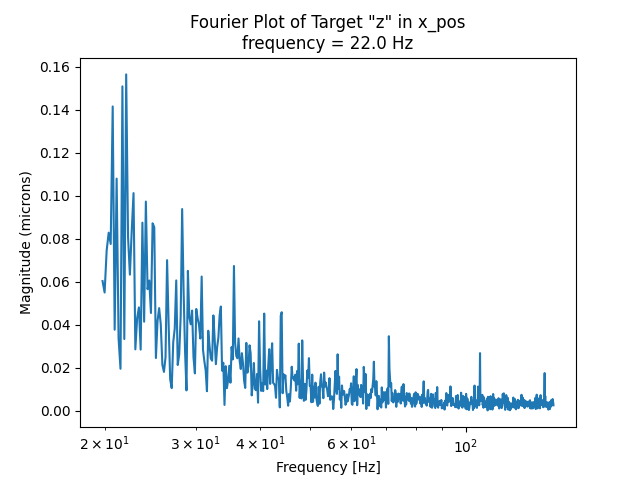 Fourier Plot of Target "z" in x_pos
frequency = 22.0 Hz
Magnitude (microns)
0.16
0.14
0.12
0.10
0.08
0.06
0.04
0.02
0.00
2 × 10¹ 3 × 10¹ 4 × 10¹ 6 × 10¹ 10²
Frequency [Hz]